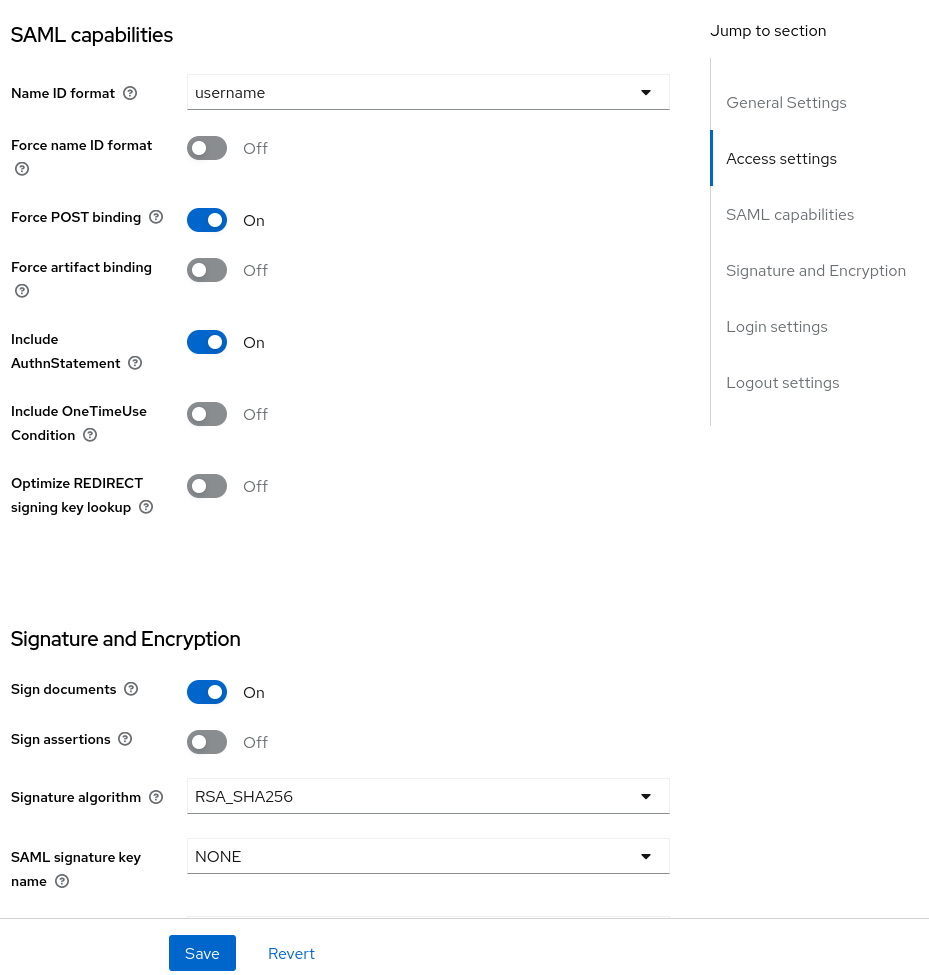 SAML capabilities
Name ID format
username
Force name ID format
Off
Force POST binding
On
Force artifact binding
Off
Include
AuthnStatement
On
Include OneTimeUse
Condition
Off
Optimize REDIRECT
signing key lookup
Off
Signature and Encryption
Sign documents
On
Sign assertions
Off
Signature algorithm
RSA_SHA256
SAML signature key
name
NONE
Save
Revert
Jump to section
General Settings
Access settings
SAML capabilities
Signature and Encryption
Login settings
Logout settings